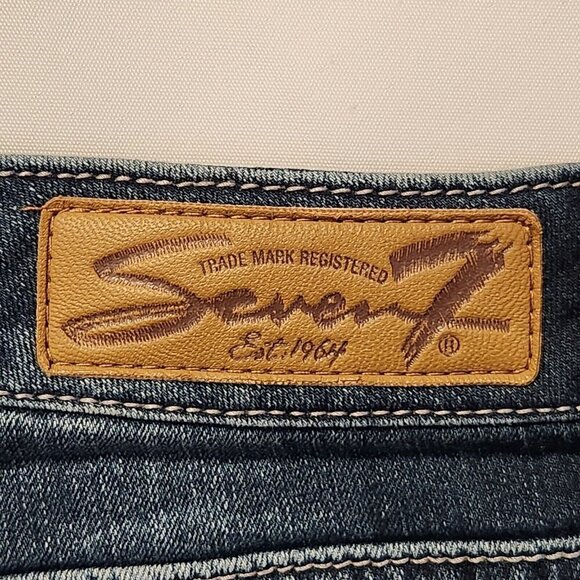 TRADE MARK REGISTERED
Seven7®
Est. 1964